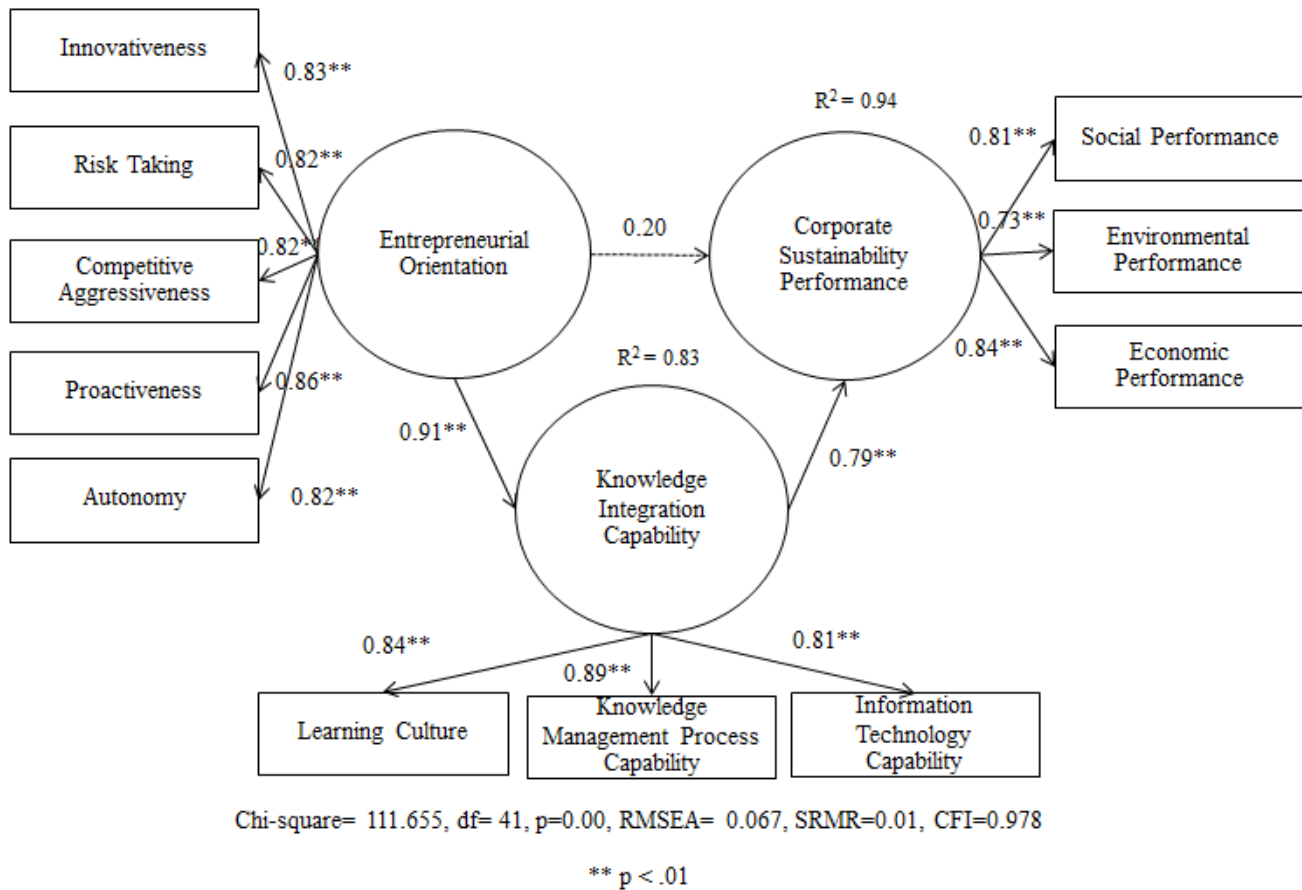 Innovativeness
0.83**
Risk Taking
0.82**
Competitive
Aggressiveness
0.82**
Proactiveness
0.86**
Autonomy
0.82**
Entrepreneurial
Orientation
0.20
R² = 0.94
Corporate
Sustainability
Performance
0.81**
Social Performance
0.73**
Environmental
Performance
0.84**
Economic
Performance
0.91**
R² = 0.83
Knowledge
Integration
Capability
0.79**
0.84**
Learning Culture
0.89**
Knowledge
Management Process
Capability
0.81**
Information
Technology
Capability
Chi-square= 111.655, df= 41, p=0.00, RMSEA= 0.067, SRMR=0.01, CFI=0.978
** p < .01